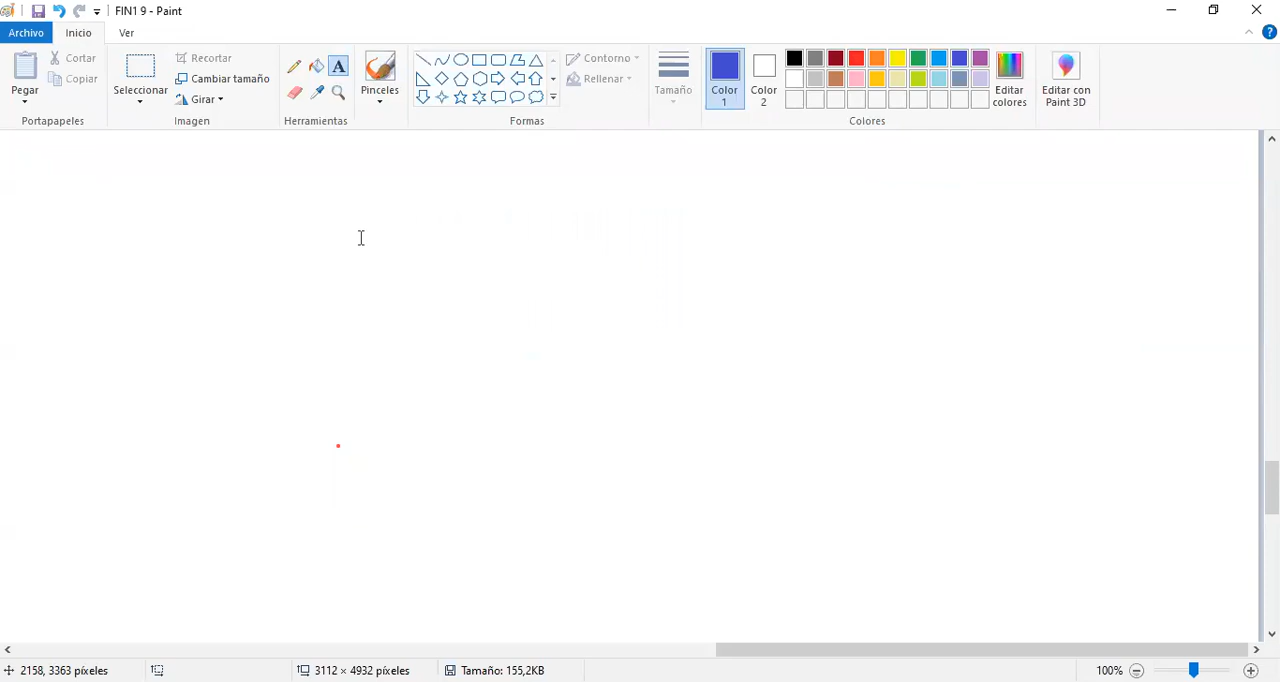 FIN1 9 - Paint
Archivo
Inicio
Ver
Pegar
Cortar
Copiar
Portapapeles
Seleccionar
Recortar
Cambiar tamaño
Girar
Imagen
A
Herramientas
Pinceles
Contorno
Rellenar
Formas
Tamaño
Color
1
Color
2
Editar
colores
Colores
Editar con
Paint 3D
2158, 3363 píxeles
3112 × 4932 píxeles
Tamaño: 155,2KB
100%